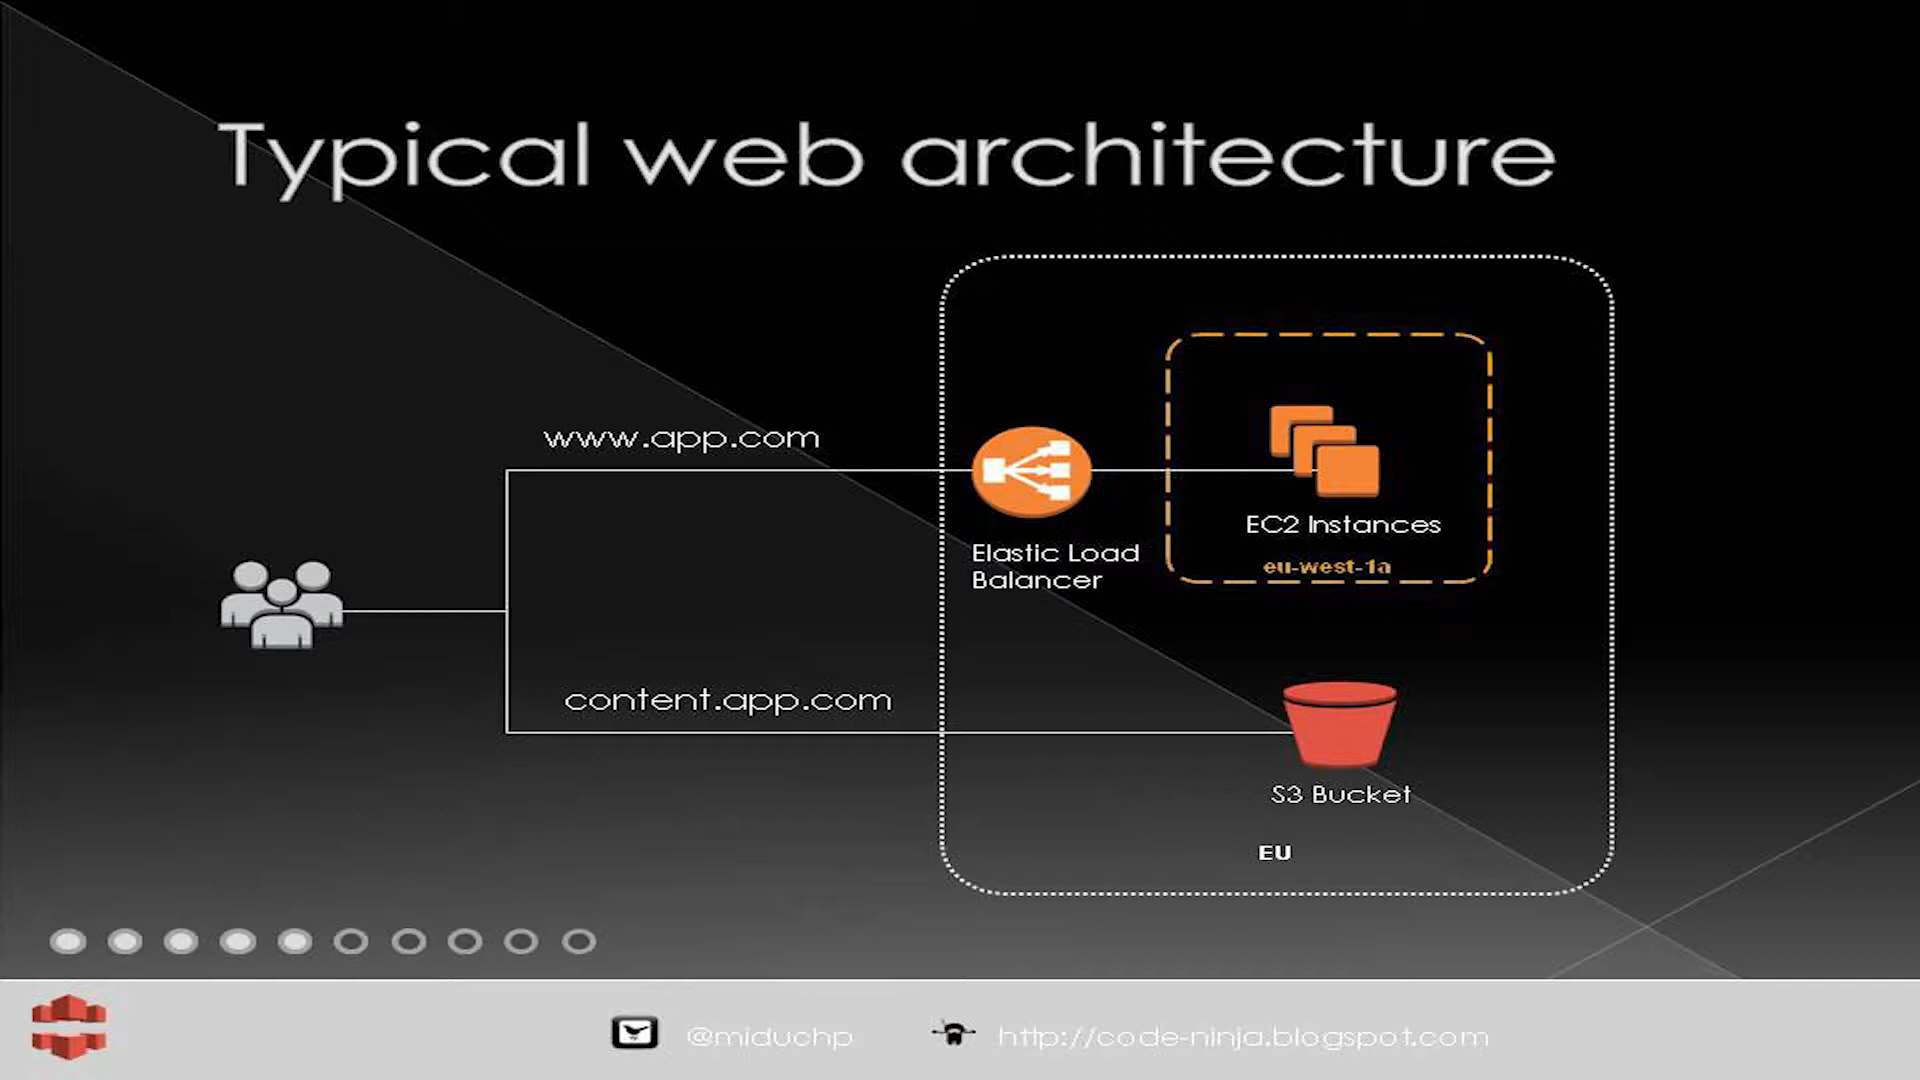 Typical web architecture
www.app.com
Elastic Load
Balancer
EC2 Instances
eu-west-1a
content.app.com
S3 Bucket
EU
@miduchp
http://code-ninja.blogspot.com